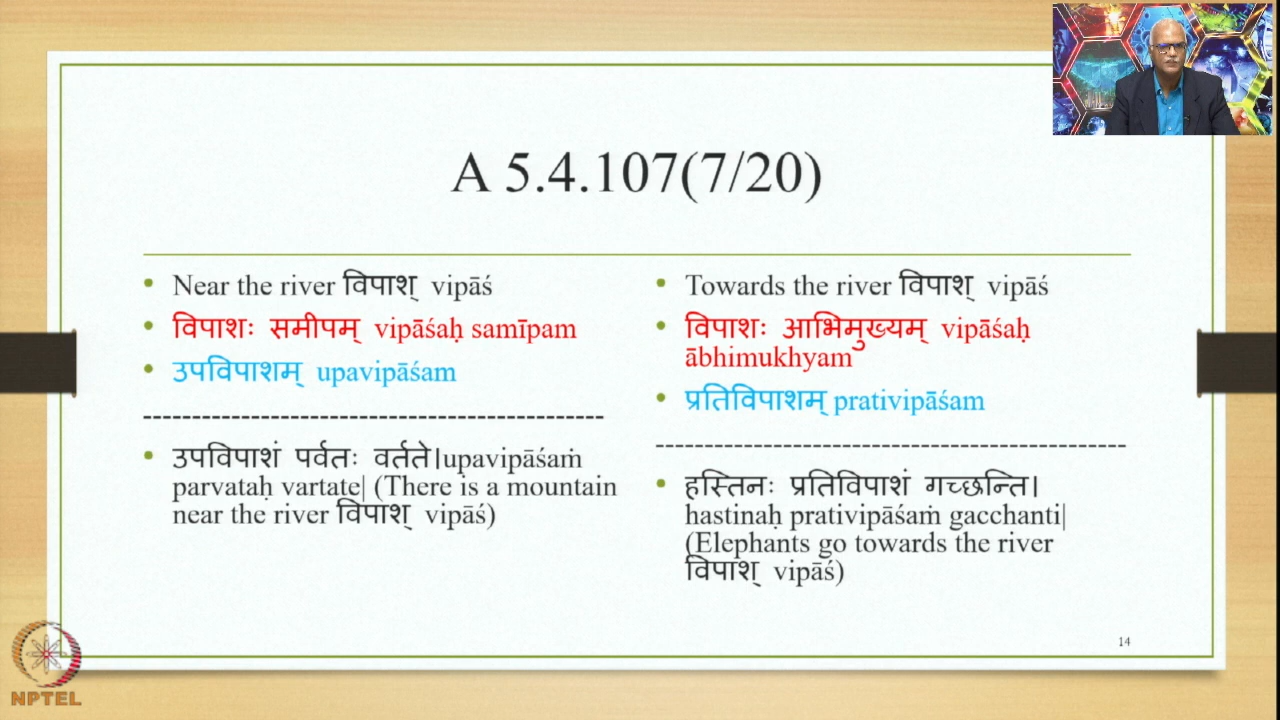 A 5.4.107(7/20)
Near the river विपाश् vipāś
विपाशः समीपम् vipāśaḥ samīpam
उपविपाशम् upavipāśam
-----------------------------------------------
उपविपाशं पर्वतः वर्तते।upavipāśaṁ
parvataḥ vartate| (There is a mountain
near the river विपाश् vipāś)
Towards the river विपाश् vipāś
विपाशः आभिमुख्यम् vipāśaḥ
ābhimukhyam
प्रतिविपाशम् prativipāśam
------------------------------------------------
हस्तिनः प्रतिविपाशं गच्छन्ति।
hastinaḥ prativipāśaṁ gacchanti|
(Elephants go towards the river
विपाश् vipāś)
14
NPTEL